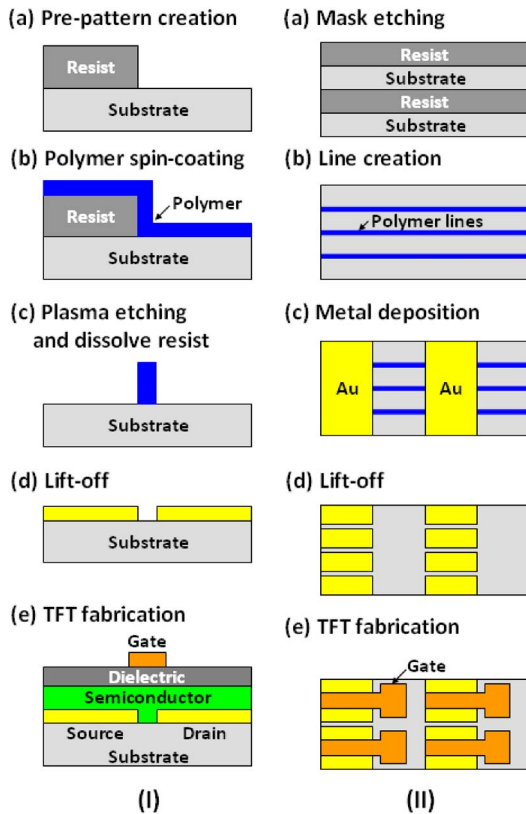 (a) Pre-pattern creation
Resist
Substrate
(b) Polymer spin-coating
Polymer
Resist
Substrate
(c) Plasma etching
and dissolve resist
Substrate
(d) Lift-off
Substrate
(e) TFT fabrication
Gate
Dielectric
Semiconductor
Source Drain
Substrate
(I)
(a) Mask etching
Resist
Substrate
Resist
Substrate
(b) Line creation
Polymer lines
(c) Metal deposition
Au Au
(d) Lift-off
(e) TFT fabrication
Gate
(II)